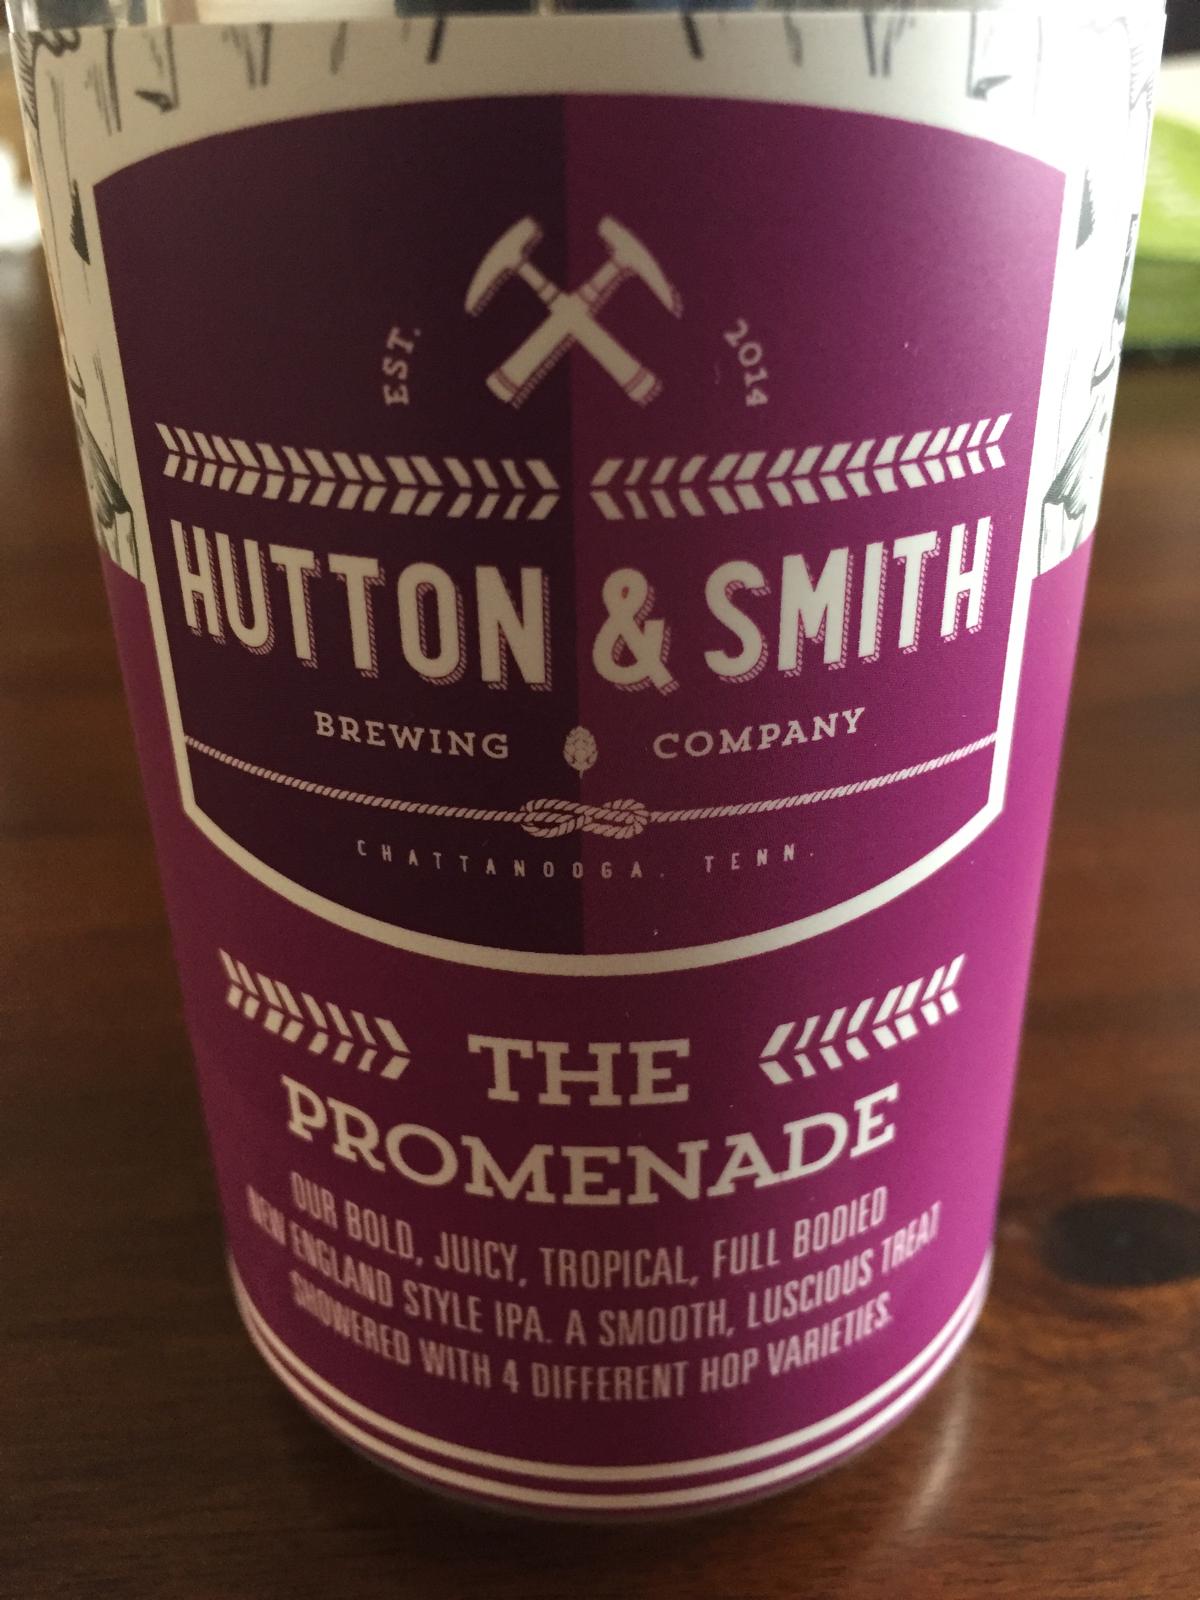 EST. 2014
HUTTON & SMITH
BREWING COMPANY
CHATTANOOGA, TENN.
THE
PROMENADE
OUR BOLD, JUICY, TROPICAL, FULL BODIED
NEW ENGLAND STYLE IPA. A SMOOTH, LUSCIOUS TREAT
SHOWERED WITH 4 DIFFERENT HOP VARIETIES.